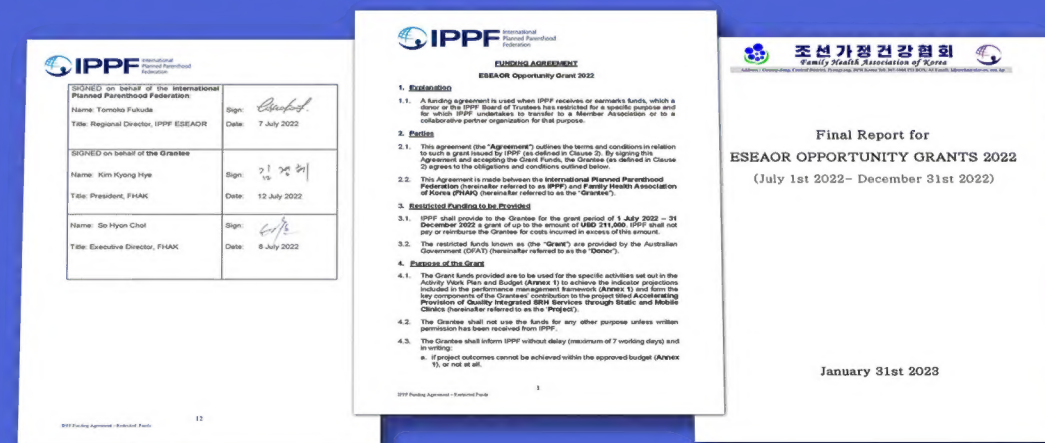 IPPF
International
Planned Parenthood
Federation
SIGNED on behalf of the International
Planned Parenthood Federation:
Name: Tomoko Fukuda
Sign:
Title: Regional Director, IPPF ESEAOR
Date: 7 July 2022
SIGNED on behalf of the Grantee
Name: Kim Kyong Hye
Sign:
Title: President, FHAK
Date: 12 July 2022
Name: So Hyon Chol
Sign:
Title: Executive Director, FHAK
Date: 8 July 2022
12
IPPF Funding Agreement – Restricted Funds
IPPF
International
Planned Parenthood
Federation
FUNDING AGREEMENT
ESEAOR Opportunity Grant 2022
1. Explanation
1.1. A funding agreement is used when IPPF receives or earmarks funds, which a
donor or the IPPF Board of Trustees has restricted for a specific purpose and
for which IPPF undertakes to transfer to a Member Association or to a
collaborative partner organization for that purpose.
2. Parties
2.1. This agreement (the "Agreement") outlines the terms and conditions in relation
to such a grant issued by IPPF (as defined in Clause 2). By signing this
Agreement and accepting the Grant Funds, the Grantee (as defined in Clause
2) agrees to the obligations and conditions outlined below.
2.2. This Agreement is made between the International Planned Parenthood
Federation (hereinafter referred to as IPPF) and Family Health Association
of Korea (FHAK) (hereinafter referred to as "Grantee").
3. Restricted Funding to be Provided
3.1. IPPF shall provide to the Grantee for the grant period of 1 July 2022 – 31
December 2022 a grant of up to the amount of USD 211,000. IPPF shall not
pay or reimburse the Grantee for costs incurred in excess of this amount.
3.2. The restricted funds known as (the "Grant") are provided by the Australian
Government (DFAT) (hereinafter referred to as the "Donor").
4. Purpose of the Grant
4.1. The Grant funds provided are to be used for the specific activities set out in the
Activity Work Plan and Budget (Annex 1) to achieve the indicator projections
included in the performance management framework (Annex 1) and form the
key components of the Grantees' contribution to the project titled Accelerating
Provision of Quality Integrated SRH Services through Static and Mobile
Clinics (hereinafter referred to as the 'Project').
4.2. The Grantee shall not use the funds for any other purpose unless written
permission has been received from IPPF.
4.3. The Grantee shall inform IPPF without delay (maximum of 7 working days) and
in writing:
a. if project outcomes cannot be achieved within the approved budget (Annex
1), or not at all.
1
IPPF Funding Agreement – Restricted Funds
조선가정건강협회
Family Health Association of Korea
Final Report for
ESEAOR OPPORTUNITY GRANTS 2022
(July 1st 2022– December 31st 2022)
January 31st 2023